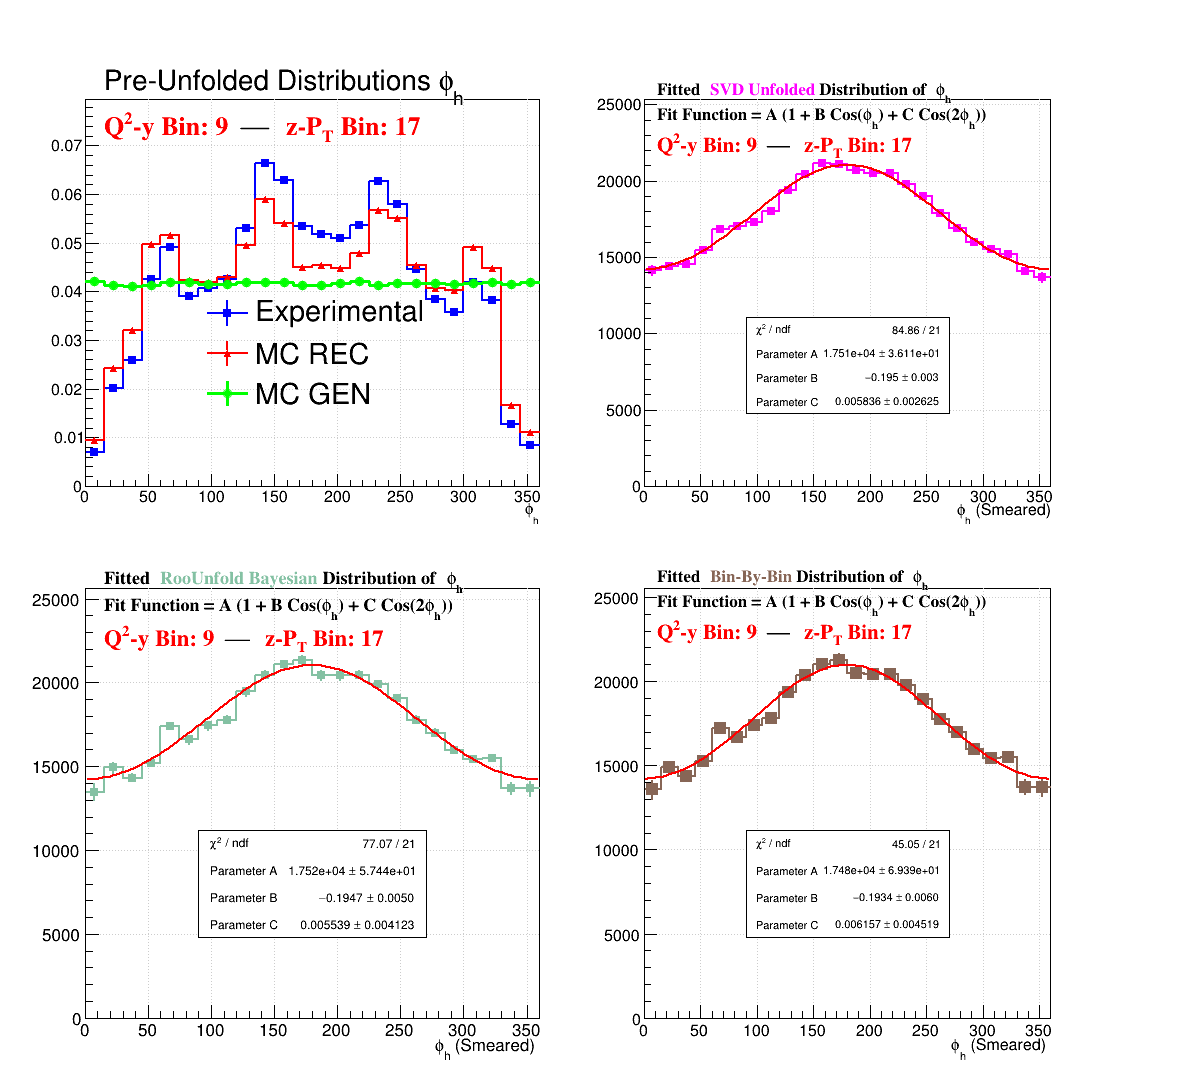 Pre-Unfolded Distributions ϕh
Q²-y Bin: 9 — z-PT Bin: 17
0.07
0.06
0.05
0.04
0.03
0.02
0.01
0
Experimental
MC REC
MC GEN
0 50 100 150 200 250 300 350
ϕh
Fitted SVD Unfolded Distribution of ϕh
Fit Function = A (1 + B Cos(ϕh) + C Cos(2ϕh))
Q²-y Bin: 9 — z-PT Bin: 17
25000
20000
15000
10000
5000
0
χ² / ndf 84.86 / 21
Parameter A 1.751e+04 ± 3.611e+01
Parameter B −0.195 ± 0.003
Parameter C 0.005836 ± 0.002625
0 50 100 150 200 250 300 350
ϕh (Smeared)
Fitted RooUnfold Bayesian Distribution of ϕh
Fit Function = A (1 + B Cos(ϕh) + C Cos(2ϕh))
Q²-y Bin: 9 — z-PT Bin: 17
25000
20000
15000
10000
5000
0
χ² / ndf 77.07 / 21
Parameter A 1.752e+04 ± 5.744e+01
Parameter B −0.1947 ± 0.0050
Parameter C 0.005539 ± 0.004123
0 50 100 150 200 250 300 350
ϕh (Smeared)
Fitted Bin-By-Bin Distribution of ϕh
Fit Function = A (1 + B Cos(ϕh) + C Cos(2ϕh))
Q²-y Bin: 9 — z-PT Bin: 17
25000
20000
15000
10000
5000
0
χ² / ndf 45.05 / 21
Parameter A 1.748e+04 ± 6.939e+01
Parameter B −0.1934 ± 0.0060
Parameter C 0.006157 ± 0.004519
0 50 100 150 200 250 300 350
ϕh (Smeared)